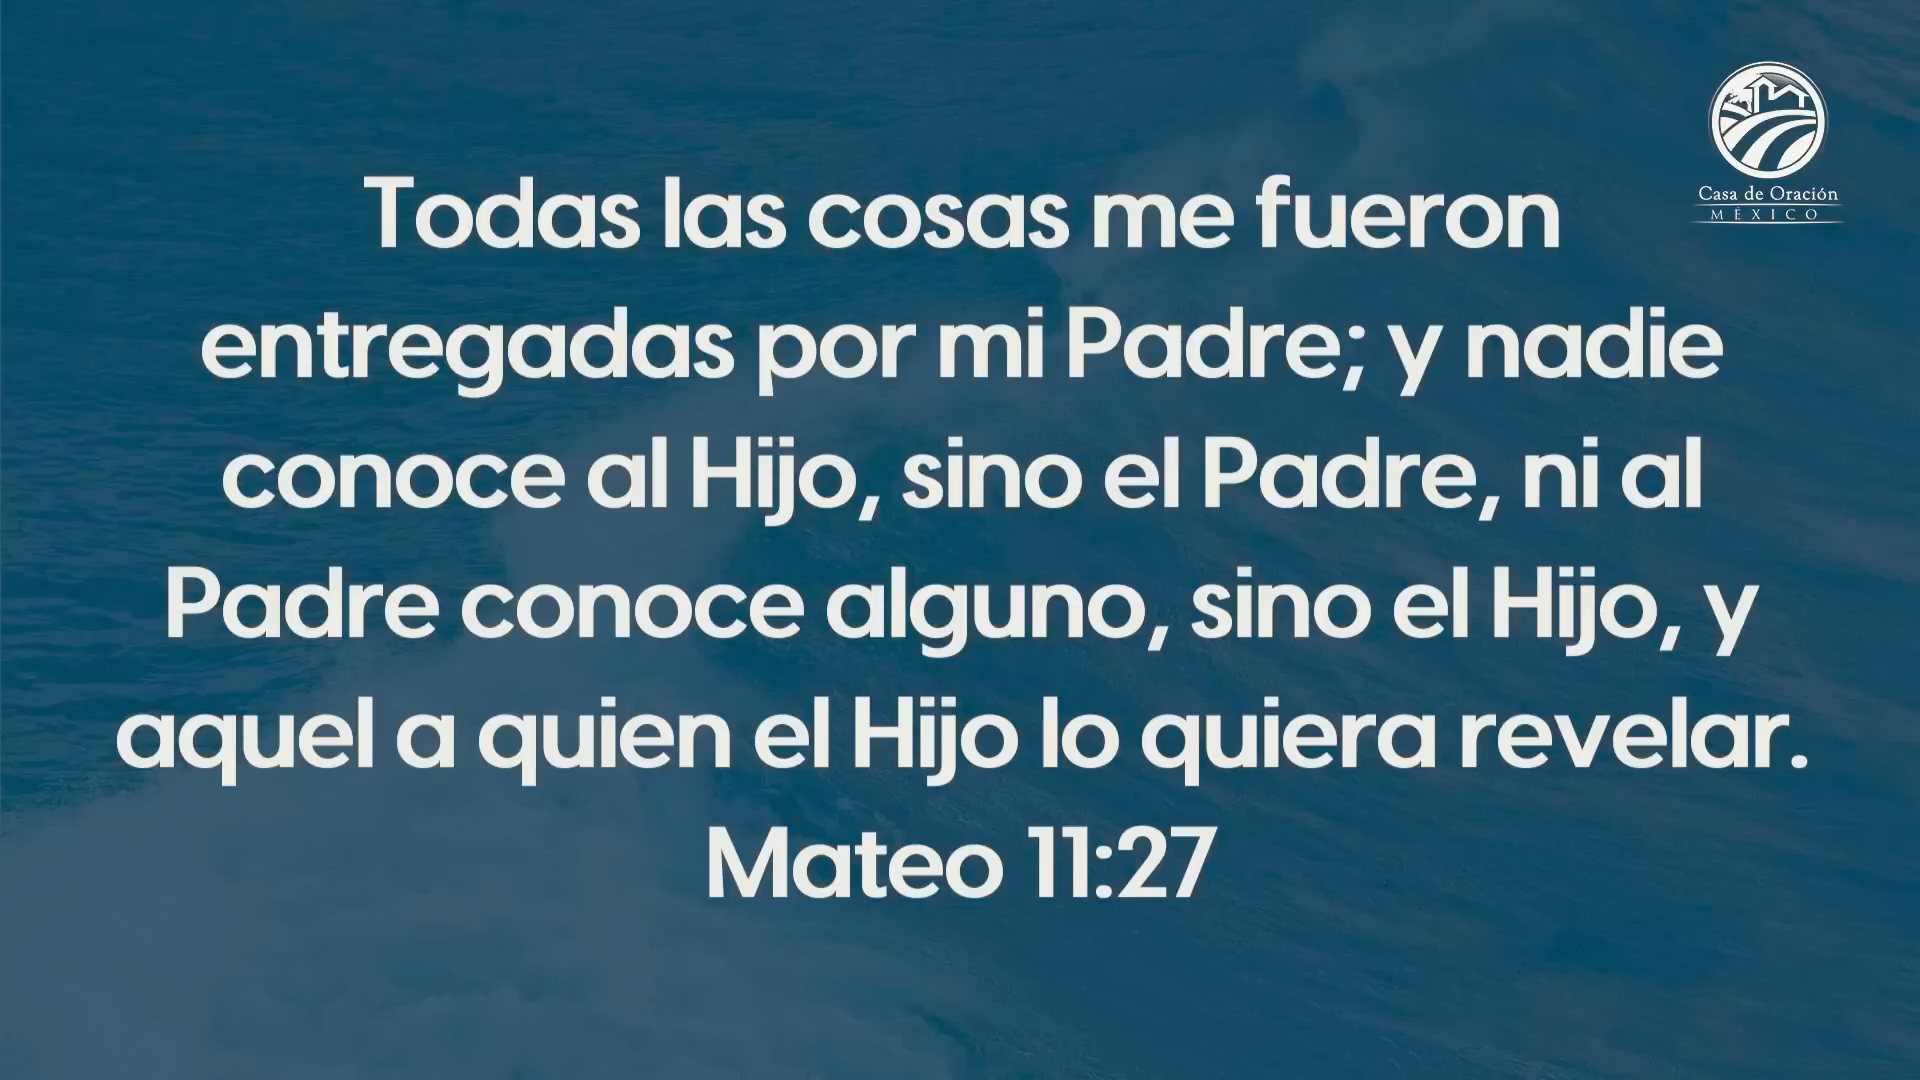 Todas las cosas me fueron
entregadas por mi Padre; y nadie
conoce al Hijo, sino el Padre, ni al
Padre conoce alguno, sino el Hijo, y
aquel a quien el Hijo lo quiera revelar.
Mateo 11:27
Casa de Oración
MÉXICO